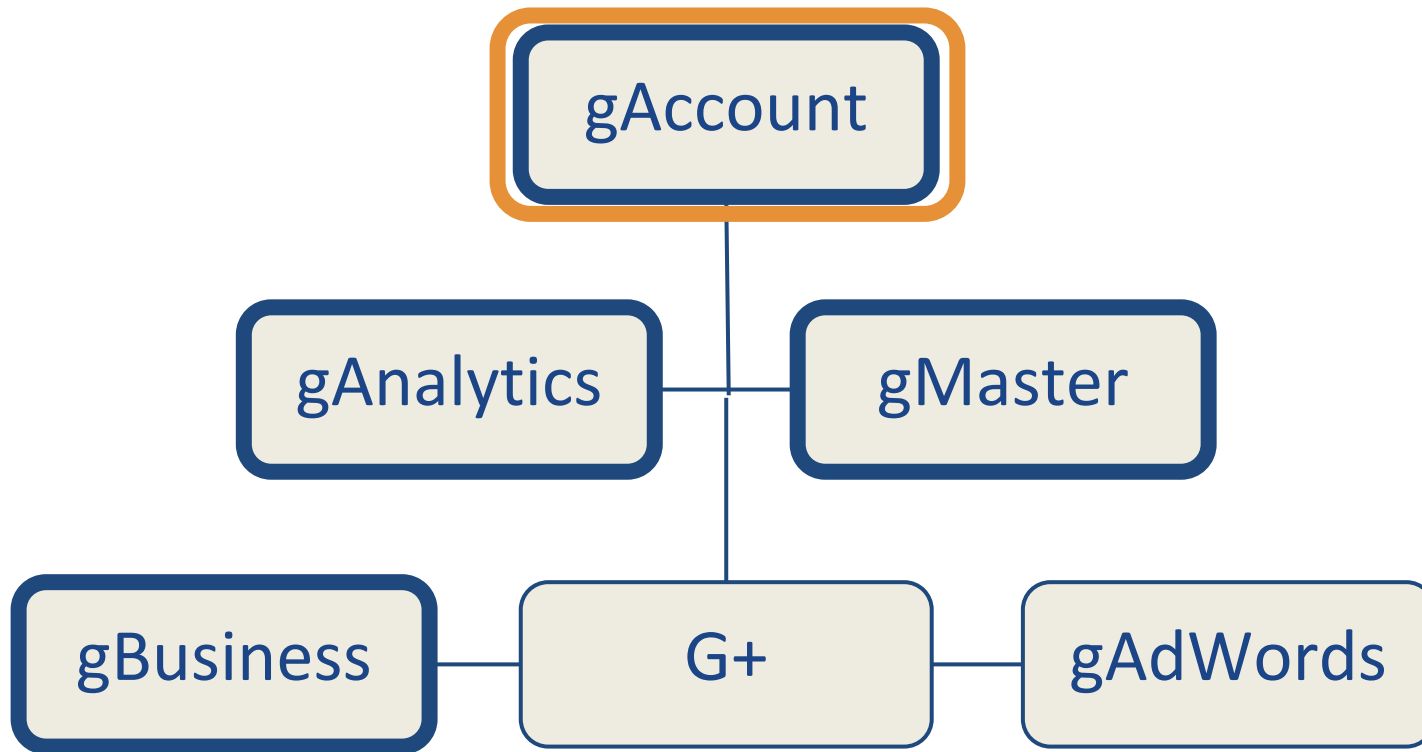 gAccount
gAnalytics
gMaster
gBusiness
G+
gAdWords